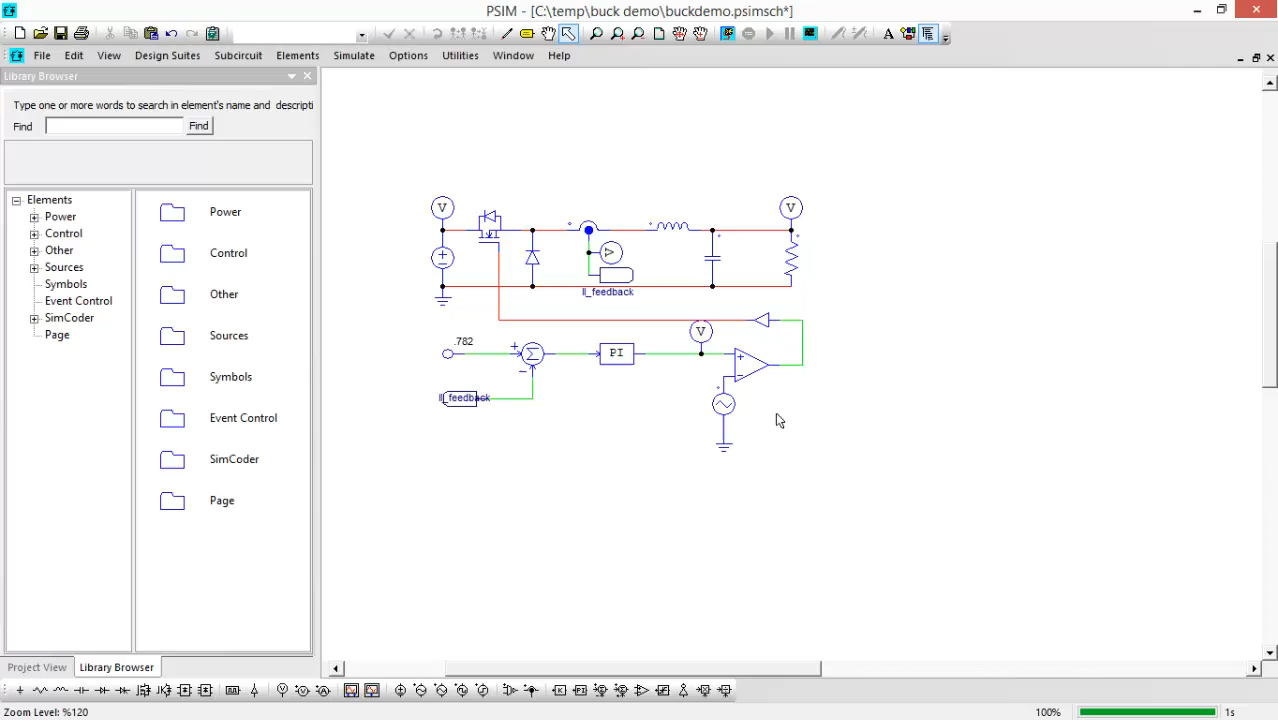 PSIM - [C:\temp\buck demo\buckdemo.psimsch*]
File Edit View Design Suites Subcircuit Elements Simulate Options Utilities Window Help
Library Browser
Type one or more words to search in element's name and descripti
Find Find
Elements
Power
Control
Other
Sources
Symbols
Event Control
SimCoder
Page
Power
Control
Other
Sources
Symbols
Event Control
SimCoder
Page
V
V
V
Il_feedback
V
.782
PI
Il_feedback
Project View Library Browser
Zoom Level: %120
100% 1s